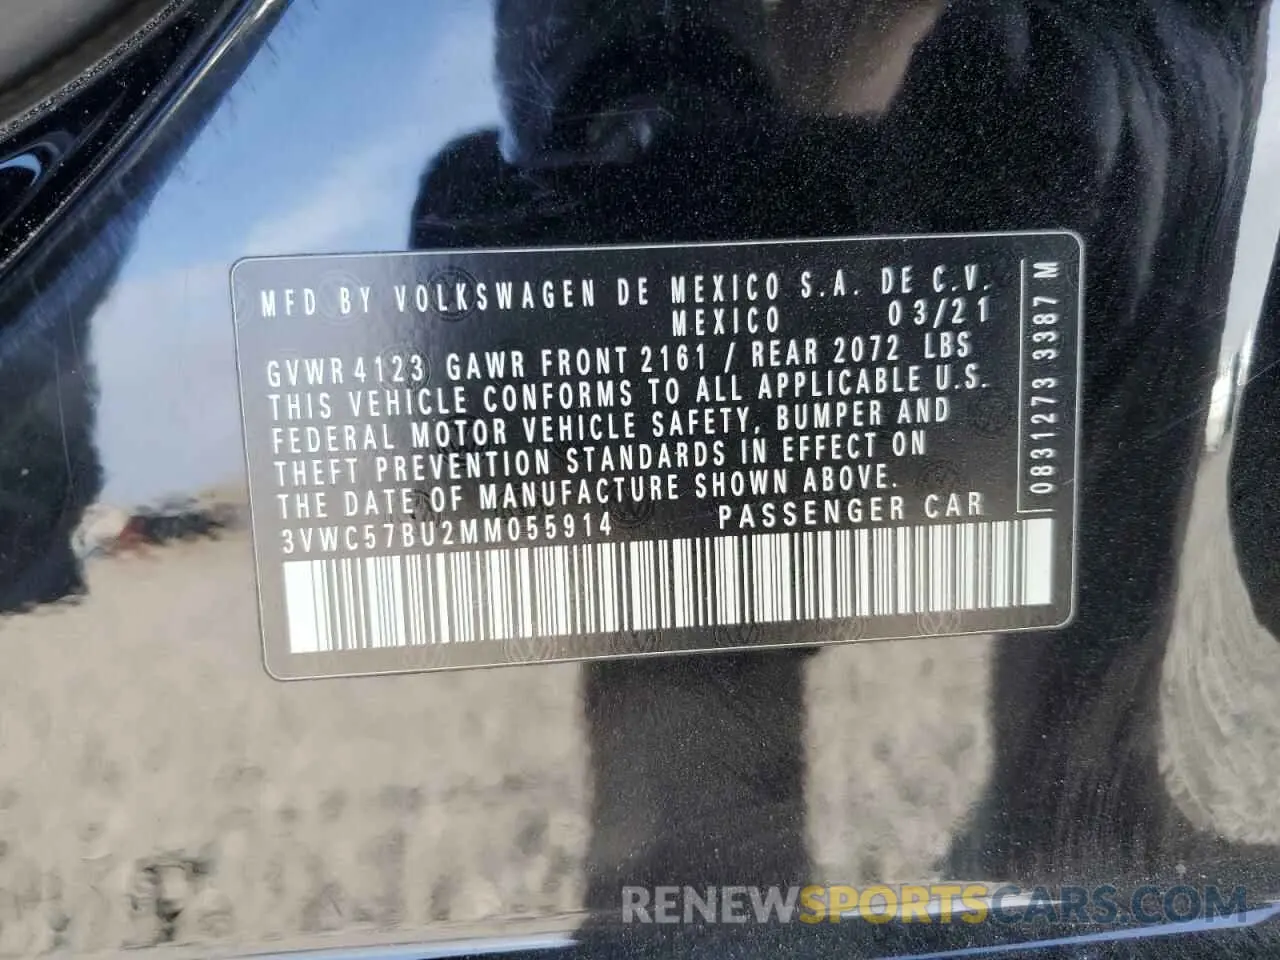 MFD BY VOLKSWAGEN DE MEXICO S.A. DE C.V.
MEXICO 03/21
GVWR 4123 GAWR FRONT 2161 / REAR 2072 LBS
THIS VEHICLE CONFORMS TO ALL APPLICABLE U.S.
FEDERAL MOTOR VEHICLE SAFETY, BUMPER AND
THEFT PREVENTION STANDARDS IN EFFECT ON
THE DATE OF MANUFACTURE SHOWN ABOVE.
3VWC57BU2MM055914 PASSENGER CAR
0831273 3387 M
RENEWSPORTSCARS.COM